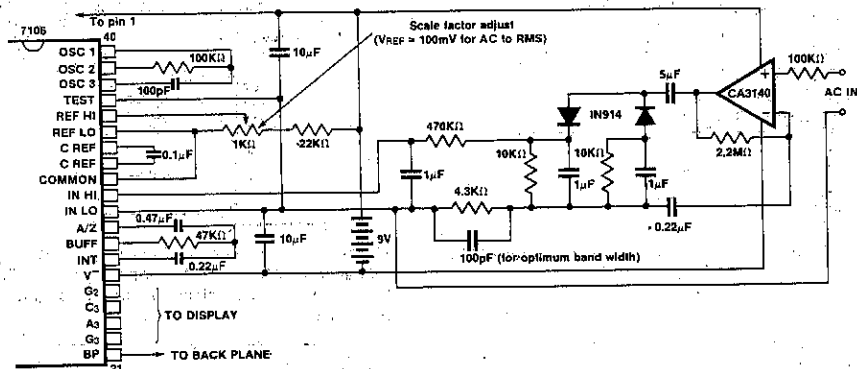 To pin 1
7106
40
OSC 1
OSC 2
OSC 3
TEST
REF HI
REF LO
C REF
C REF
COMMON
IN HI
IN LO
A/Z
BUFF
INT
V−
G2
C3
A3
G3
BP
21
100KΩ
100pF
0.1µF
0.47µF
47KΩ
0.22µF
TO DISPLAY
TO BACK PLANE
10µF
Scale factor adjust
(VREF = 100mV for AC to RMS)
1KΩ
22KΩ
10µF
9V
470KΩ
1µF
4.3KΩ
100pF (for optimum band width)
10KΩ
1µF
10KΩ
1µF
IN914
5µF
CA3140
+
−
100KΩ
AC IN
2.2MΩ
0.22µF